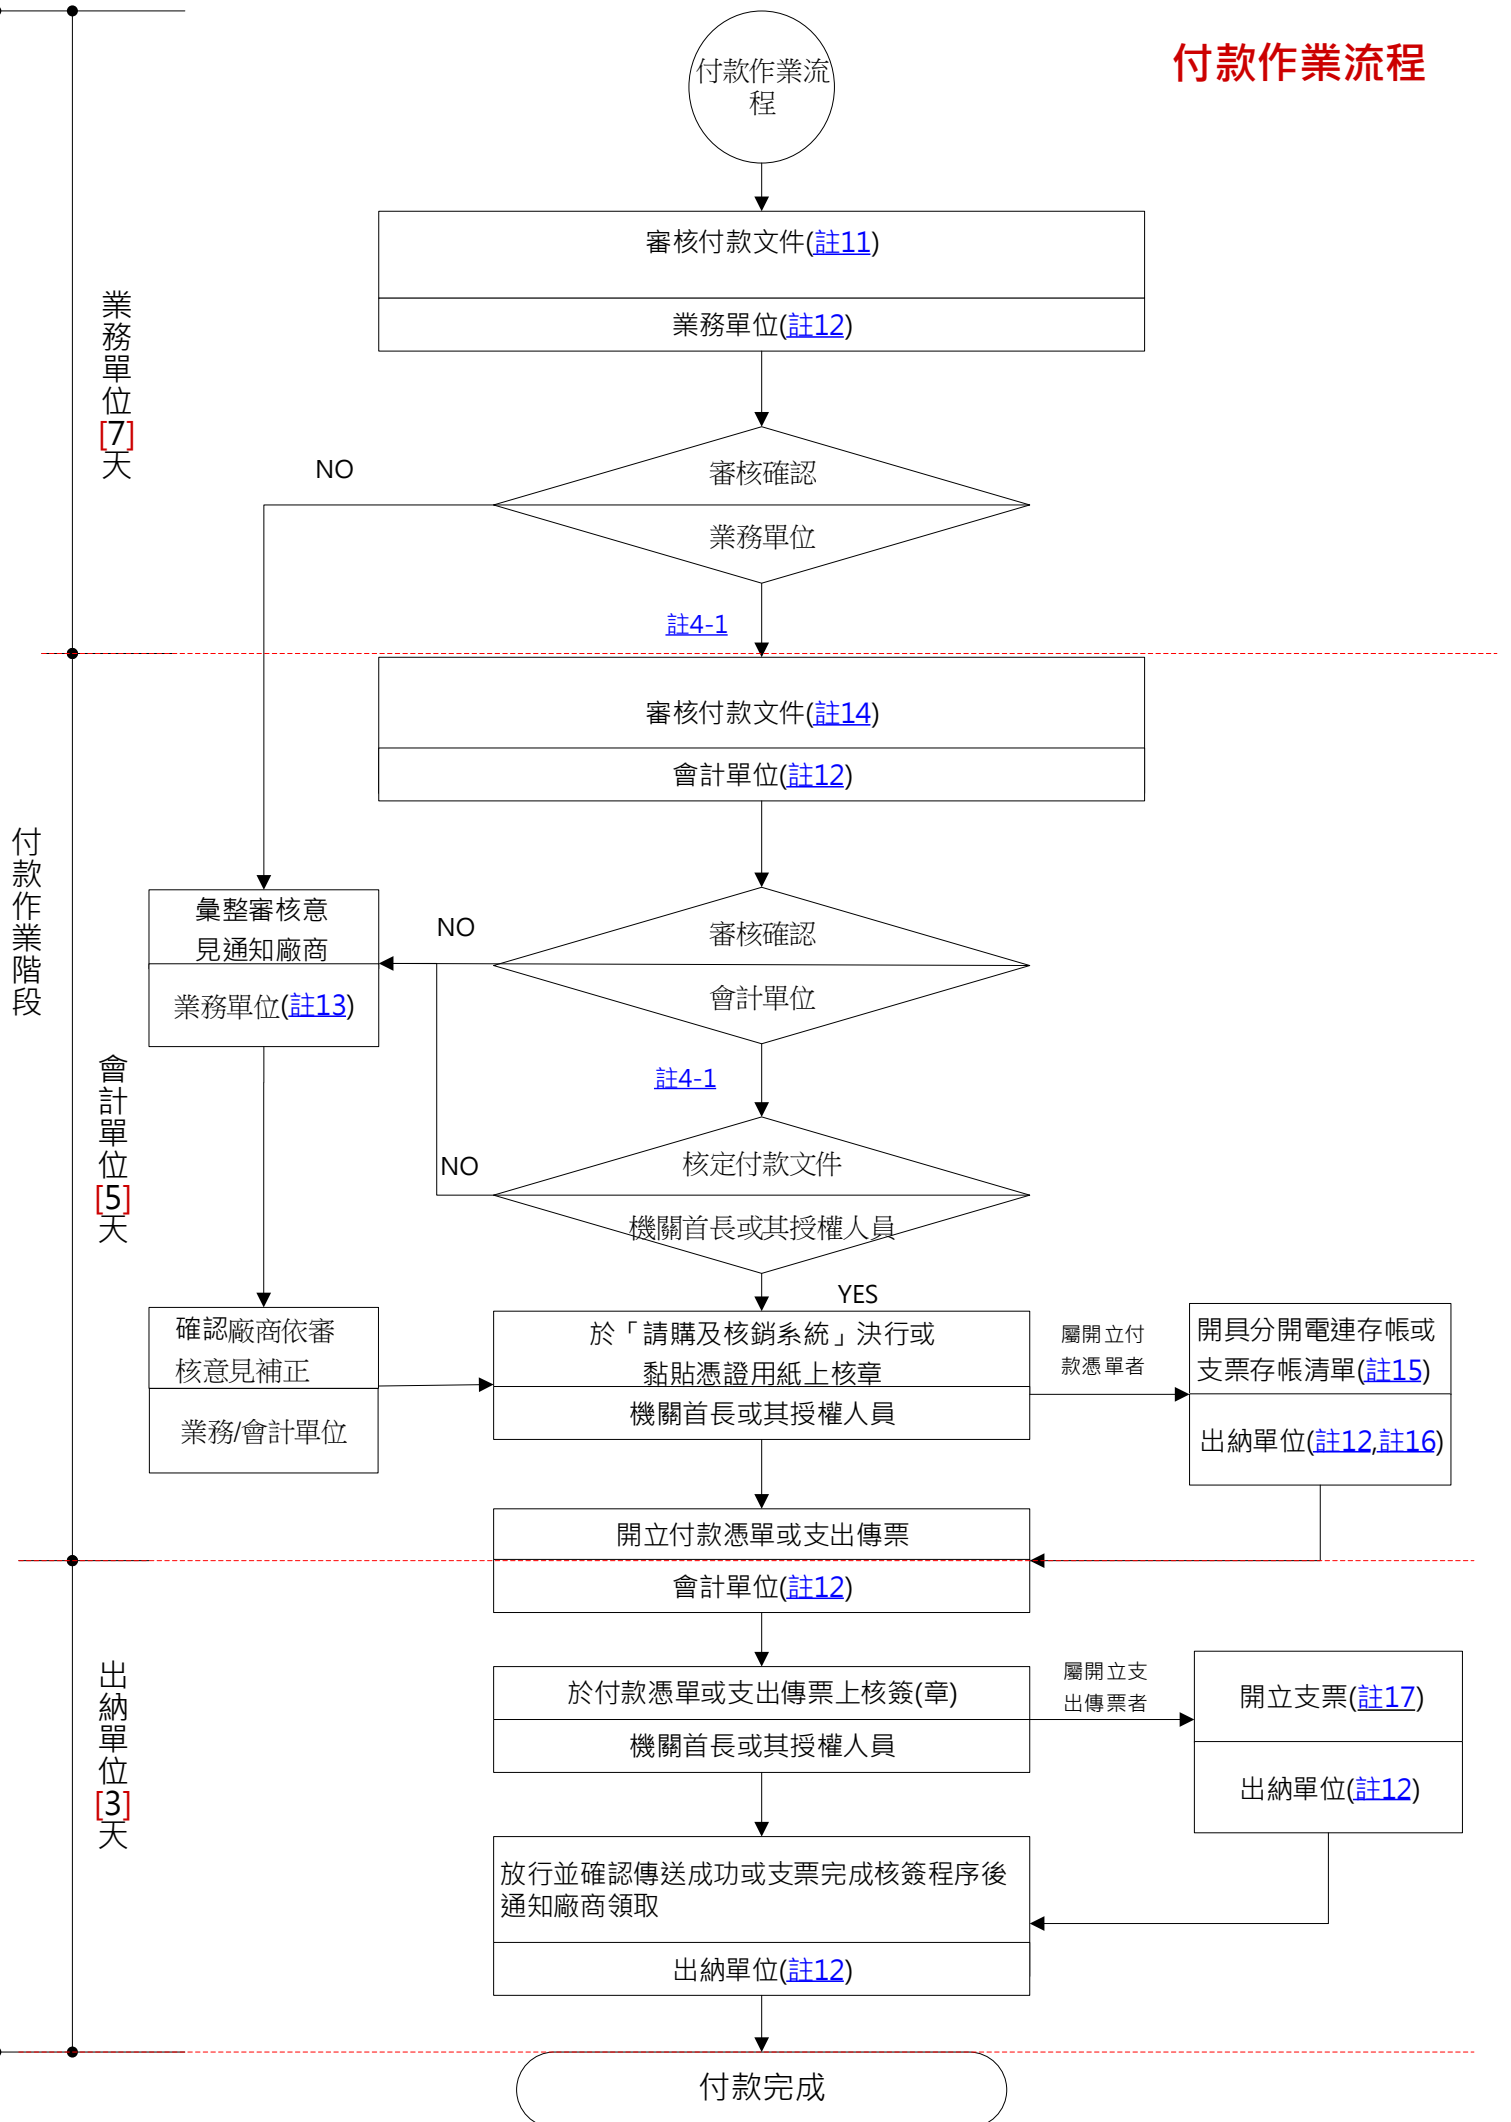 付款作業流程
付款作業流
程
審核付款文件(註11)
業務單位(註12)
業務單位[7]天
NO
審核確認
業務單位
註4-1
審核付款文件(註14)
會計單位(註12)
付款作業階段
彙整審核意
見通知廠商
業務單位(註13)
NO
審核確認
會計單位
註4-1
會計單位[5]天
NO
核定付款文件
機關首長或其授權人員
YES
確認廠商依審
核意見補正
業務/會計單位
於「請購及核銷系統」決行或
黏貼憑證用紙上核章
機關首長或其授權人員
屬開立付
款憑單者
開具分開電連存帳或
支票存帳清單(註15)
出納單位(註12,註16)
開立付款憑單或支出傳票
會計單位(註12)
出納單位[3]天
於付款憑單或支出傳票上核簽(章)
機關首長或其授權人員
屬開立支
出傳票者
開立支票(註17)
出納單位(註12)
放行並確認傳送成功或支票完成核簽程序後
通知廠商領取
出納單位(註12)
付款完成